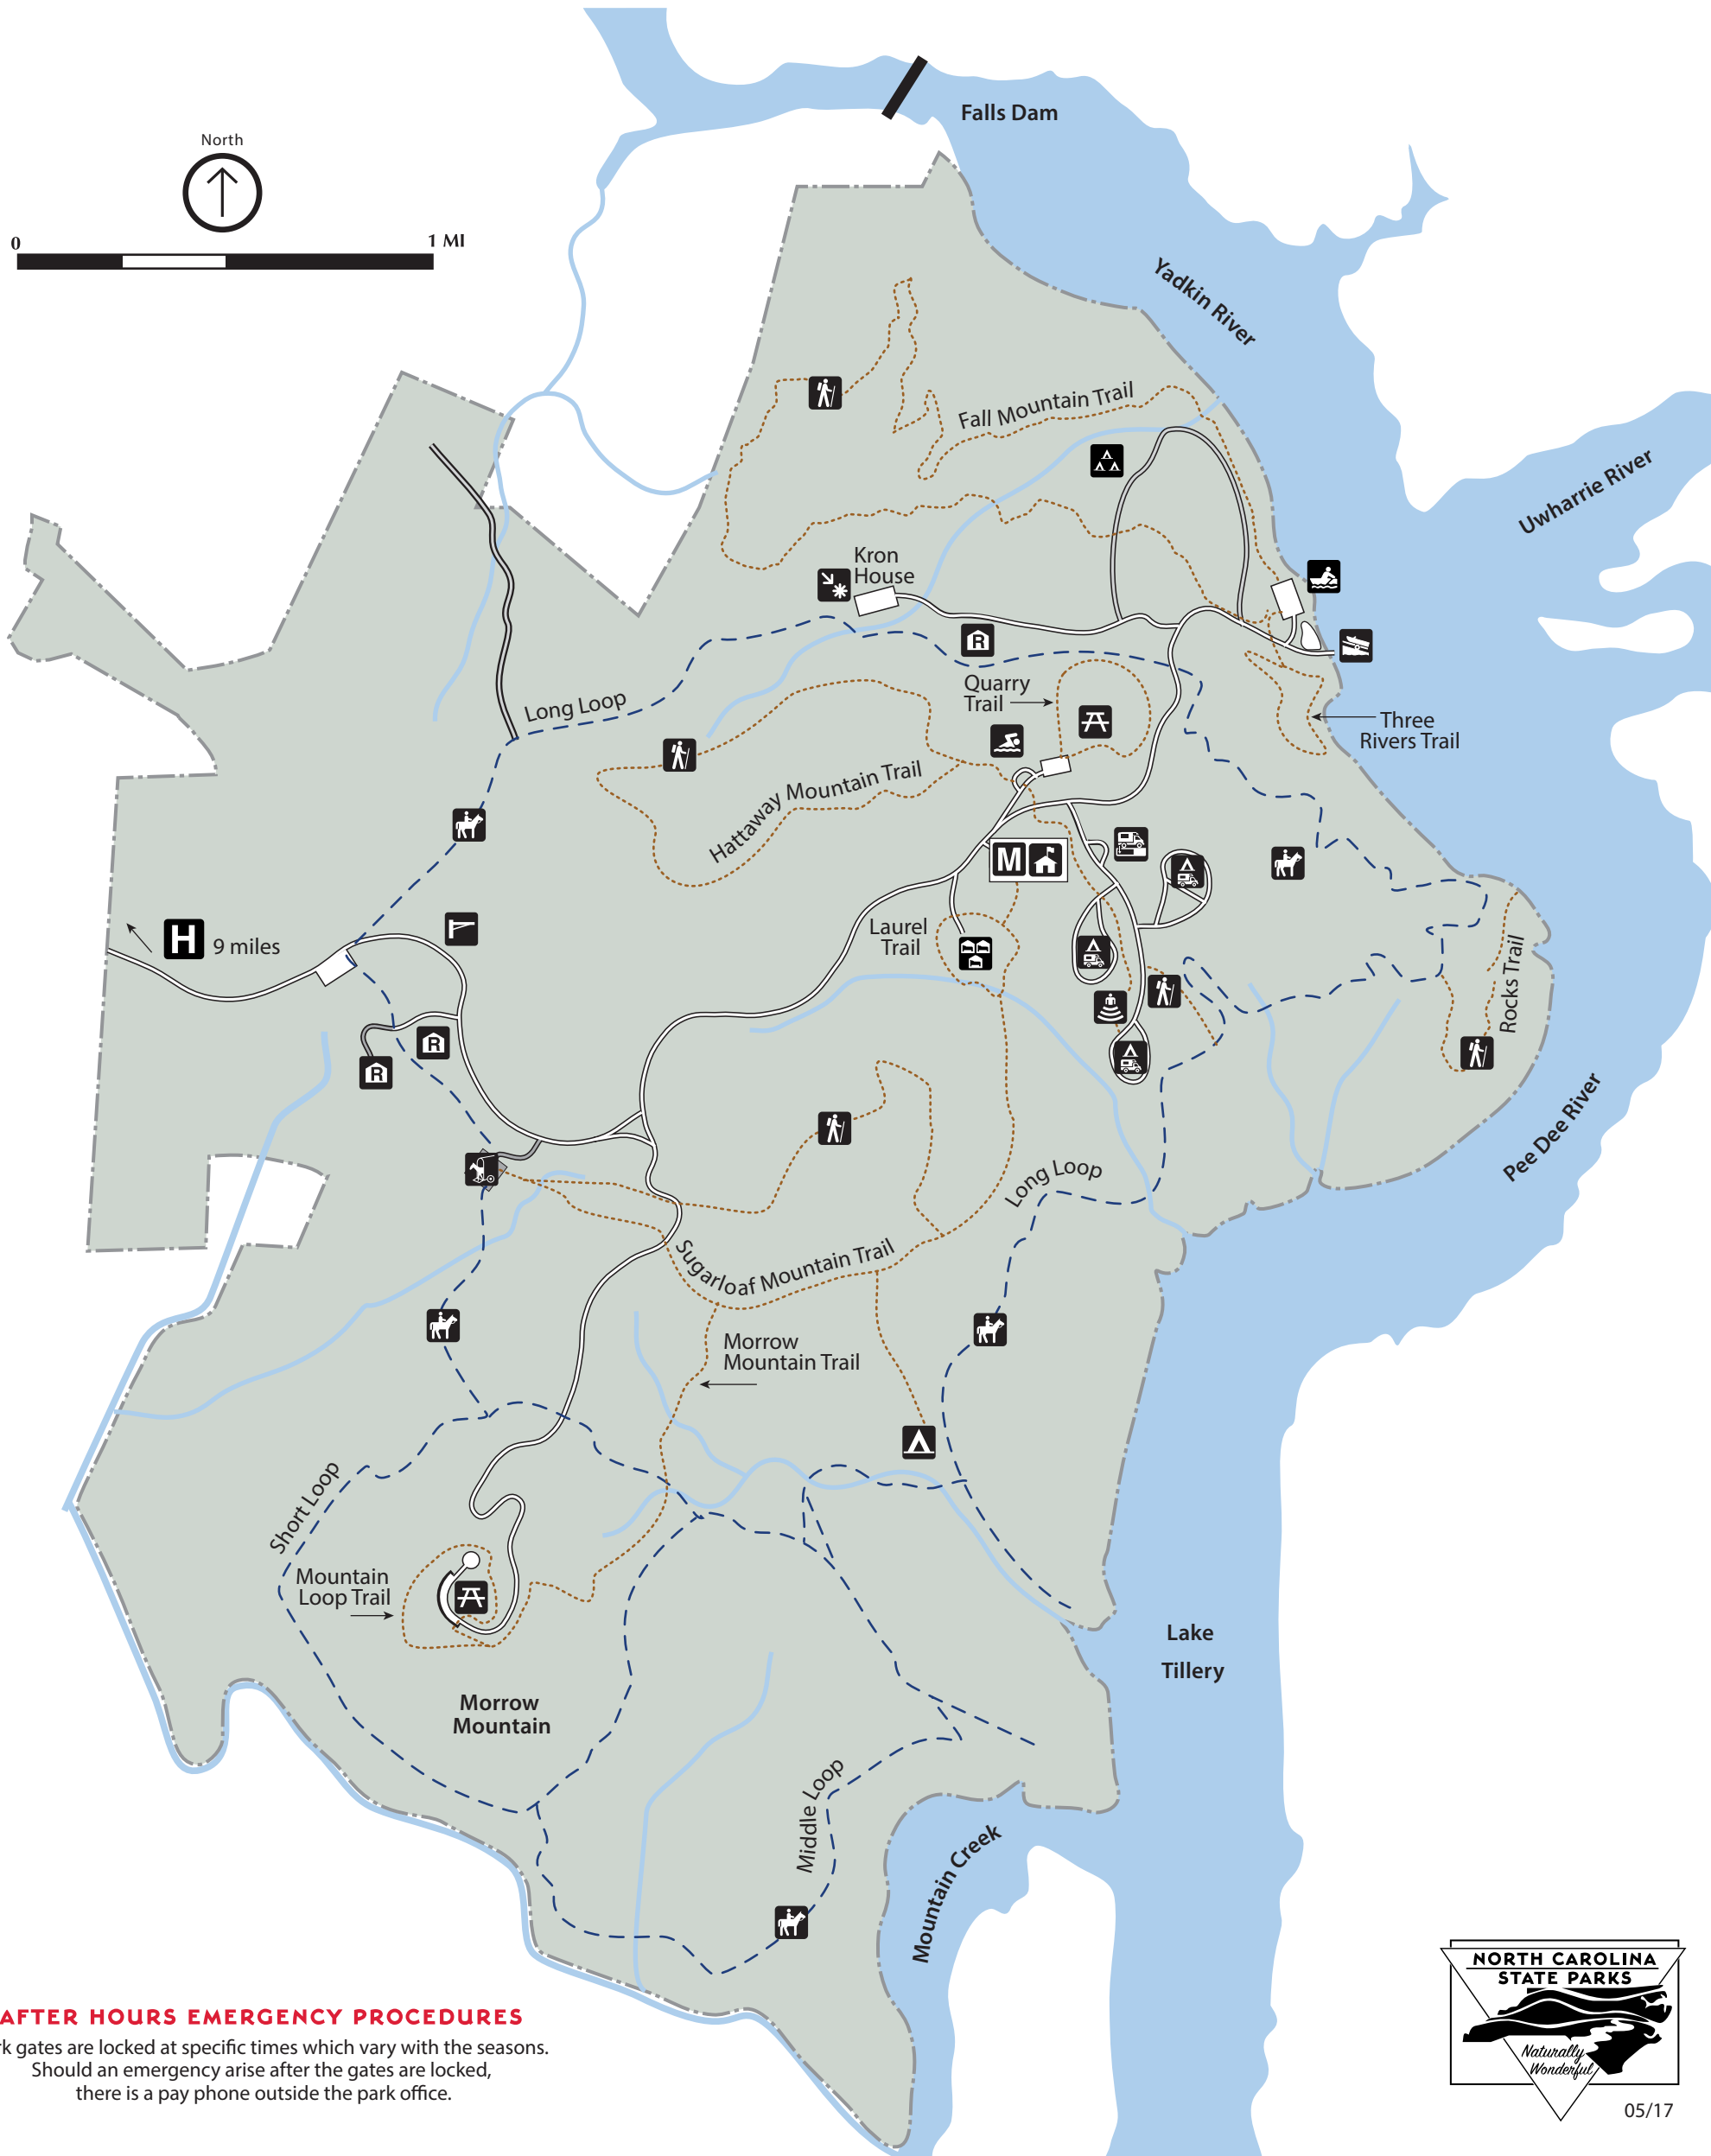 Falls Dam
North
0
1 MI
Yadkin River
Fall Mountain Trail
Uwharrie River
Kron
House
R
Quarry
Trail
Long Loop
Three
Rivers Trail
Hattaway Mountain Trail
M
H
9 miles
Laurel
Trail
Rocks Trail
R
R
Pee Dee River
Long Loop
Sugarloaf Mountain Trail
Morrow
Mountain Trail
Short Loop
Mountain
Loop Trail
Lake
Tillery
Morrow
Mountain
Middle Loop
Mountain Creek
AFTER HOURS EMERGENCY PROCEDURES
k gates are locked at specific times which vary with the seasons.
Should an emergency arise after the gates are locked,
there is a pay phone outside the park office.
NORTH CAROLINA
STATE PARKS
Naturally
Wonderful
05/17